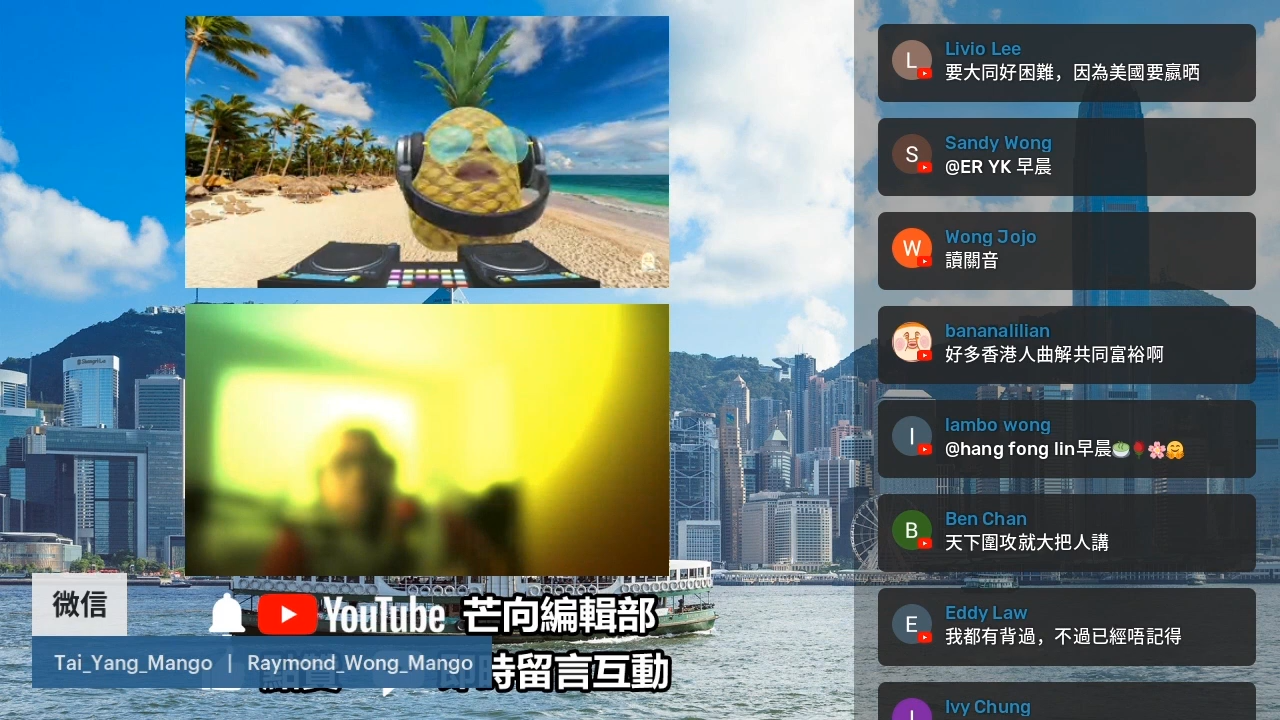 Livio Lee
要大同好困難，因為美國要贏晒
Sandy Wong
@ER YK 早晨
Wong Jojo
讀關音
bananalilian
好多香港人曲解共同富裕啊
lambo wong
@hang fong lin早晨
Ben Chan
天下圍攻就大把人講
Eddy Law
我都有背過，不過已經唔記得
Ivy Chung
微信
Tai_Yang_Mango | Raymond_Wong_Mango
YouTube 芒向編輯部
即時留言互動
L
S
W
I
B
E
Shangri-La